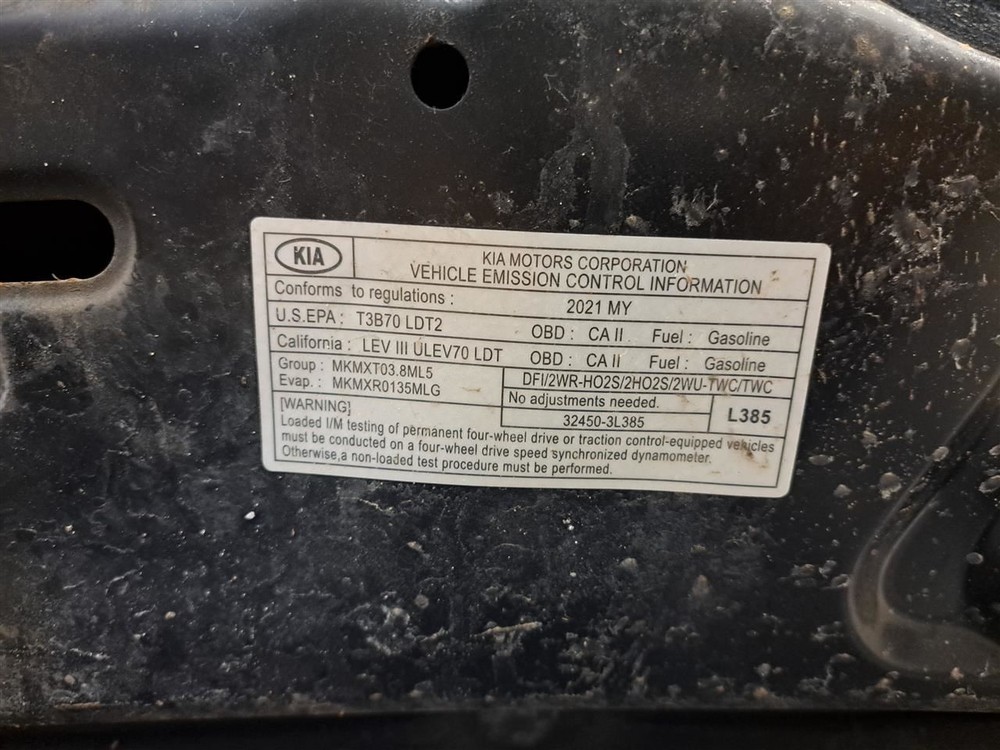 KIA
KIA MOTORS CORPORATION
VEHICLE EMISSION CONTROL INFORMATION
Conforms to regulations : 2021 MY
U.S.EPA : T3B70 LDT2 OBD : CA II Fuel : Gasoline
California : LEV III ULEV70 LDT OBD : CA II Fuel : Gasoline
Group : MKMXT03.8ML5
Evap. : MKMXR0135MLG
DFI/2WR-HO2S/2HO2S/2WU-TWC/TWC
No adjustments needed.
32450-3L385
L385
[WARNING]
Loaded I/M testing of permanent four-wheel drive or traction control-equipped vehicles
must be conducted on a four-wheel drive speed synchronized dynamometer.
Otherwise,a non-loaded test procedure must be performed.